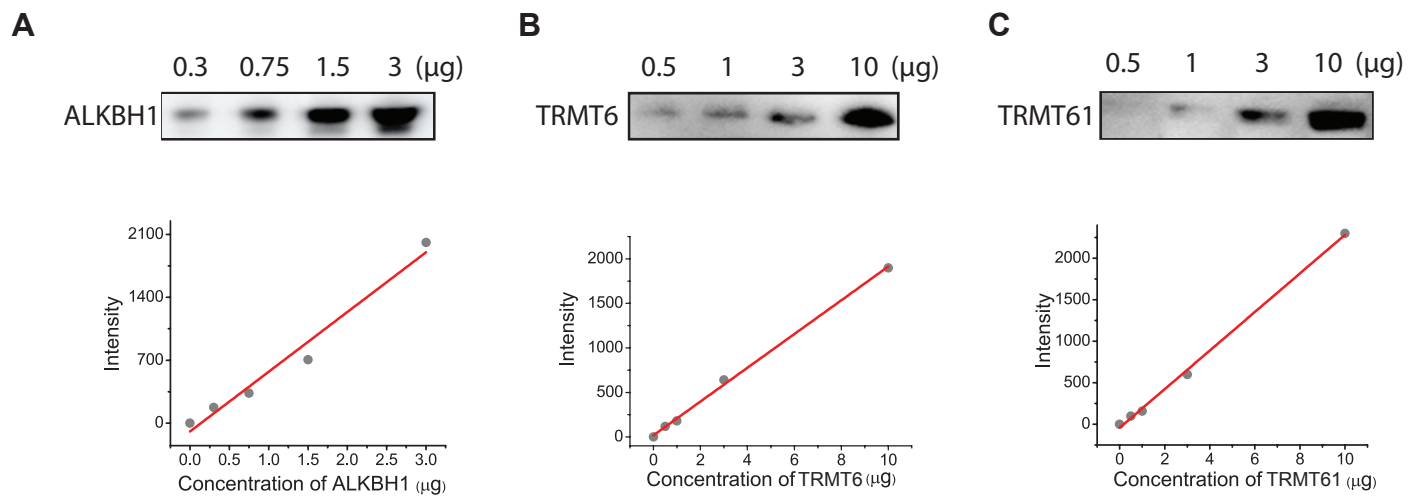 A
0.3 0.75 1.5 3 (µg)
ALKBH1
2100
1400
700
0
Intensity
0.0 0.5 1.0 1.5 2.0 2.5 3.0
Concentration of ALKBH1 (µg)
B
0.5 1 3 10 (µg)
TRMT6
2000
1500
1000
500
0
Intensity
0 2 4 6 8 10
Concentration of TRMT6 (µg)
C
0.5 1 3 10 (µg)
TRMT61
2000
1500
1000
500
0
Intensity
0 2 4 6 8 10
Concentration of TRMT61 (µg)